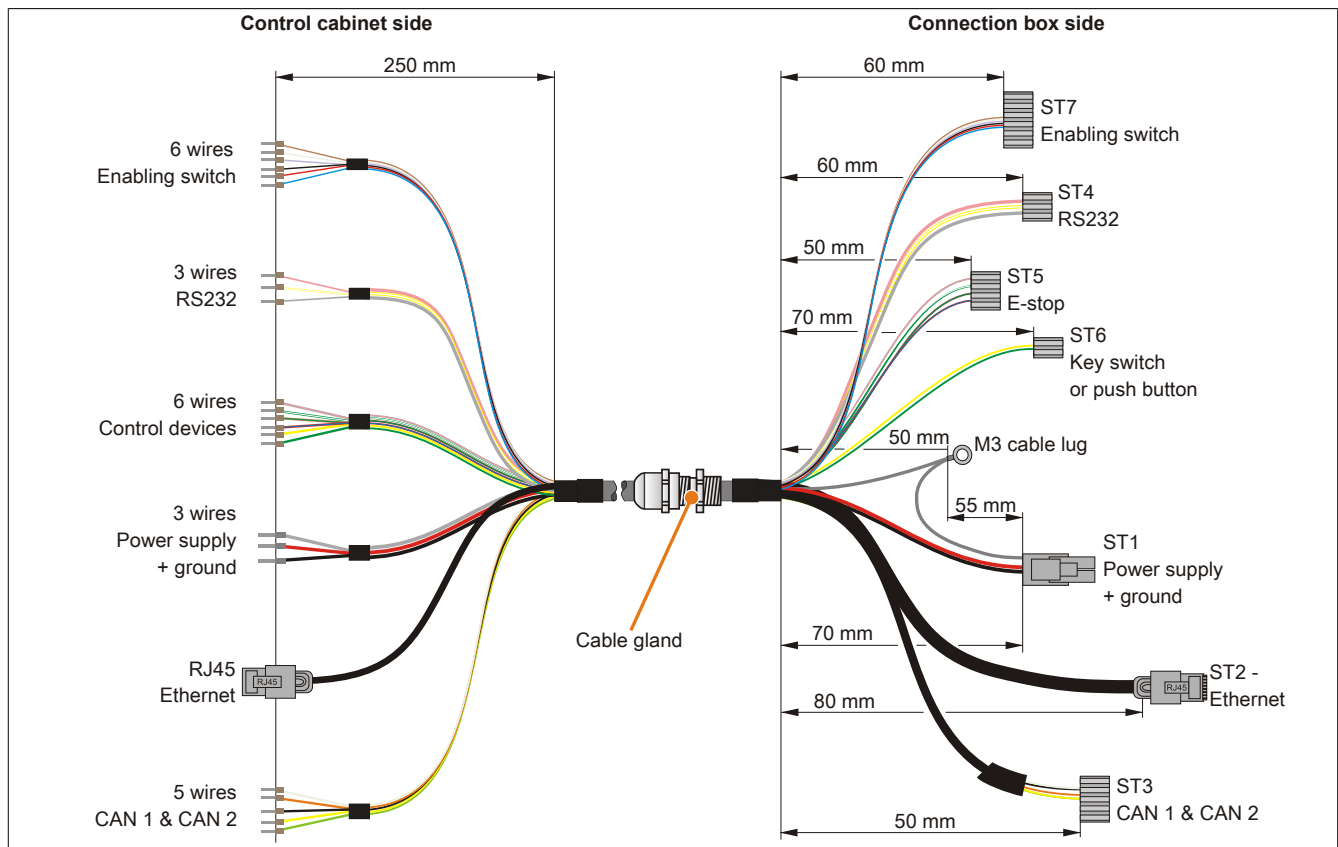 Control cabinet side
250 mm
6 wires
Enabling switch
3 wires
RS232
6 wires
Control devices
3 wires
Power supply
+ ground
RJ45
Ethernet
RJ45
5 wires
CAN 1 & CAN 2
Cable gland
Connection box side
60 mm
ST7
Enabling switch
60 mm
ST4
RS232
50 mm
ST5
E-stop
70 mm
ST6
Key switch
or push button
50 mm
M3 cable lug
55 mm
ST1
Power supply
+ ground
70 mm
RJ45
ST2 -
Ethernet
80 mm
ST3
CAN 1 & CAN 2
50 mm